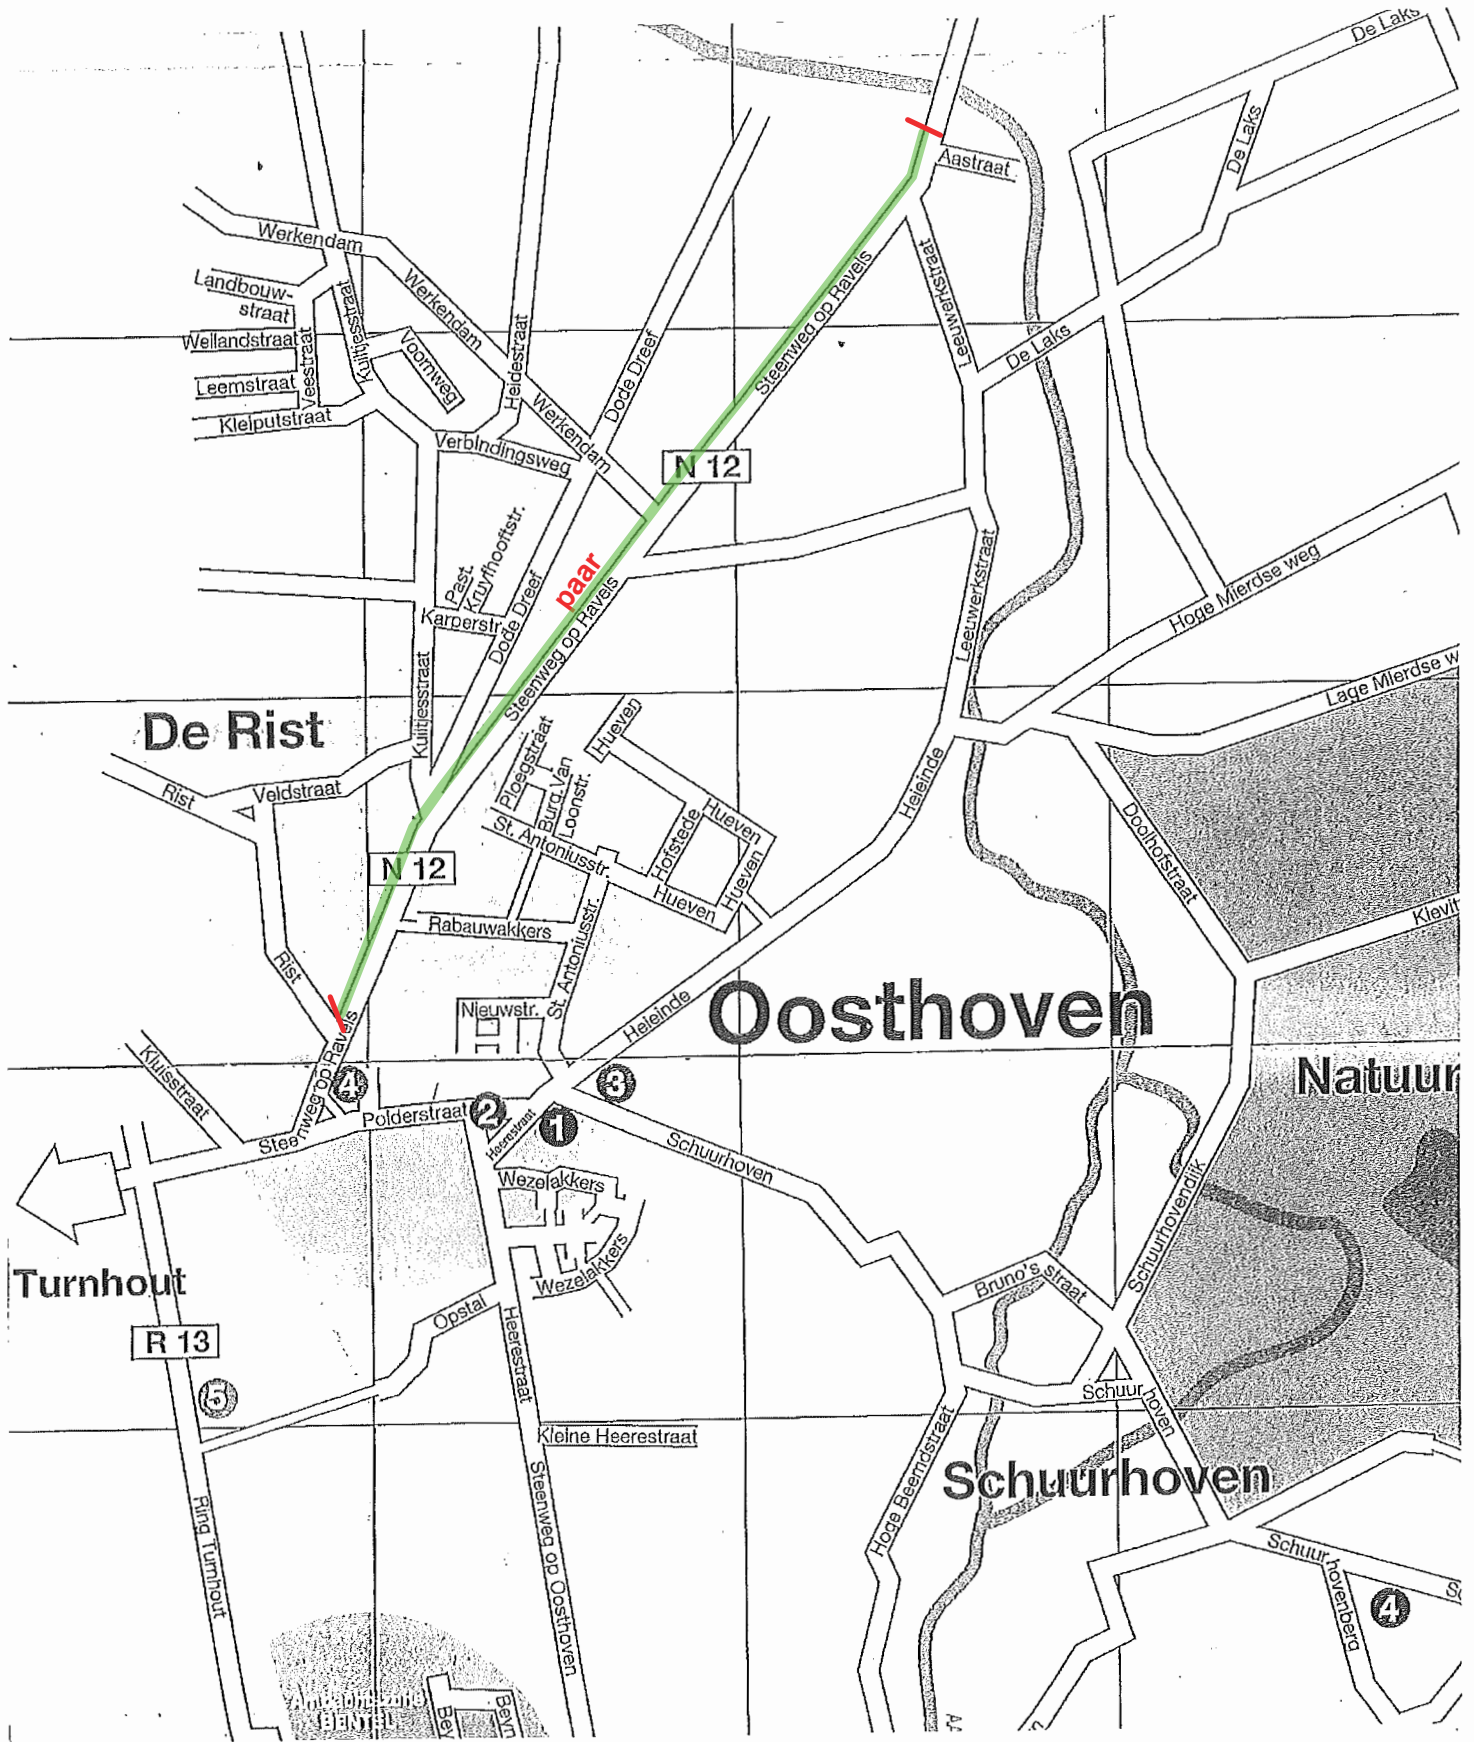 De Laks
De Laks
Aastraat
Werkendam
Landbouw-
straat
Werkendam
Kuiltjesstraat
Wellandstraat
Veestraat
Voornweg
Heidestraat
Dode Dreef
Steenweg op Ravels
Leeuwerkstraat
De Laks
Leemstraat
Kleiputstraat
Werkendam
Verbindingsweg
N 12
Past.
Kruyfhooftstr.
paar
Karperstr.
Dode Dreef
Steenweg op Ravels
Leeuwerkstraat
Hoge Mierdse weg
Lage Mierdse w
Kuiltjesstraat
De Rist
Rist
Veldstraat
Ploegstraat
Burg. Van
Loonstr.
Hueven
Hueven
Hofstede
Hueven
Heieinde
Doolhofstraat
St. Antoniusstr.
Hueven
N 12
Rabauwakkers
St. Antoniusstr.
Kievit
Rist
Nieuwstr.
Heieinde
Oosthoven
Steenweg op Ravels
Kluisstraat
4
3
Natuur
Polderstraat
2
Heerestraat
1
Schuurhoven
Wezelakkers
Wezelakkers
Schuurhovendijk
Turnhout
Bruno's straat
Opstal
Heerestraat
R 13
5
Schuurhoven
Kleine Heerestraat
Hoge Beemdstraat
Schuurhoven
Ring Turnhout
Steenweg op Oosthoven
Schuurhovenberg
4
Ambachtszone
BENTEL
Bey
Beyn